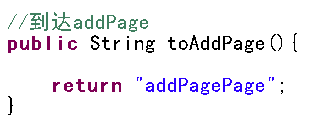 //到达addPage
public String toAddPage(){
return "addPagePage";
}